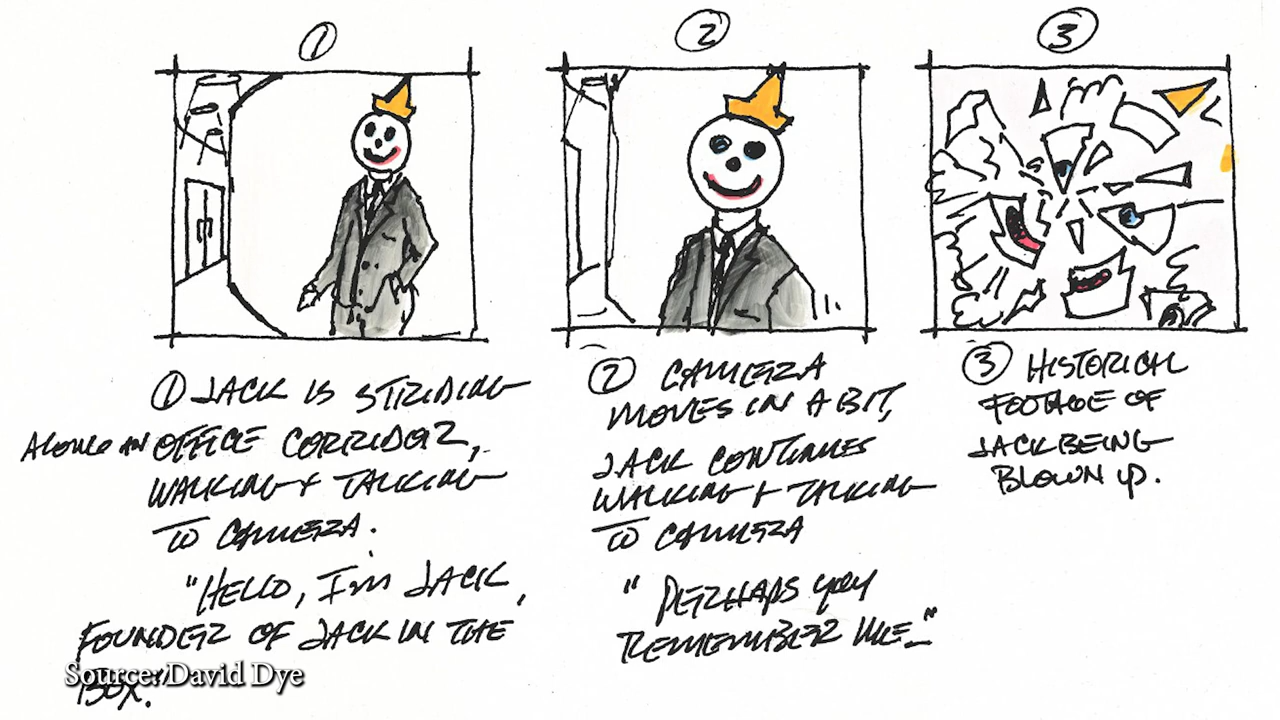 ①
① JACK IS STRIDING
ALONG AN OFFICE CORRIDOR,
WALKING + TALKING
TO CAMERA.
"HELLO, I'm JACK,
FOUNDER OF JACK IN THE
BOX."
②
② CAMERA
MOVES IN A BIT,
JACK CONTINUES
WALKING + TALKING
TO CAMERA
"PERHAPS you
REMEMBER ME_"
③
③ HISTORICAL
FOOTAGE OF
JACK BEING
BLOWN UP.
Source: David Dye